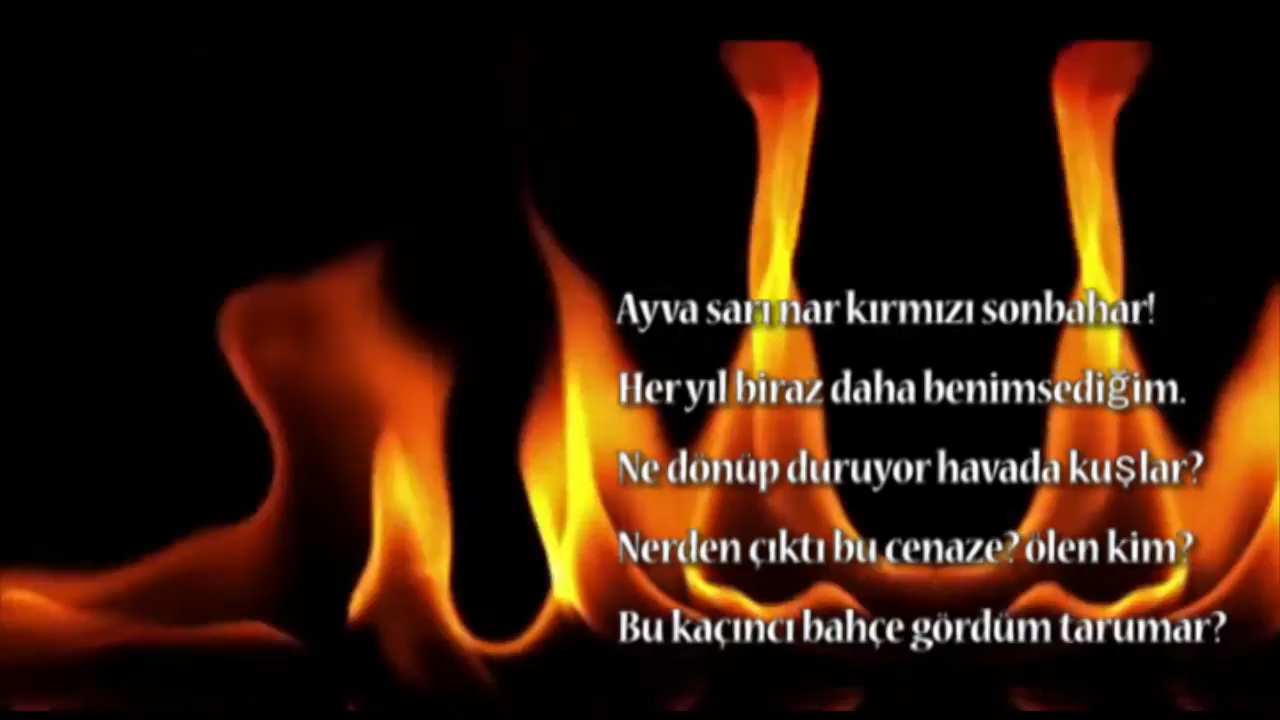 Ayva sarı nar kırmızı sonbahar!
Her yıl biraz daha benimsediğim.
Ne dönüp duruyor havada kuşlar?
Nerden çıktı bu cenaze? ölen kim?
Bu kaçıncı bahçe gördüm tarumar?